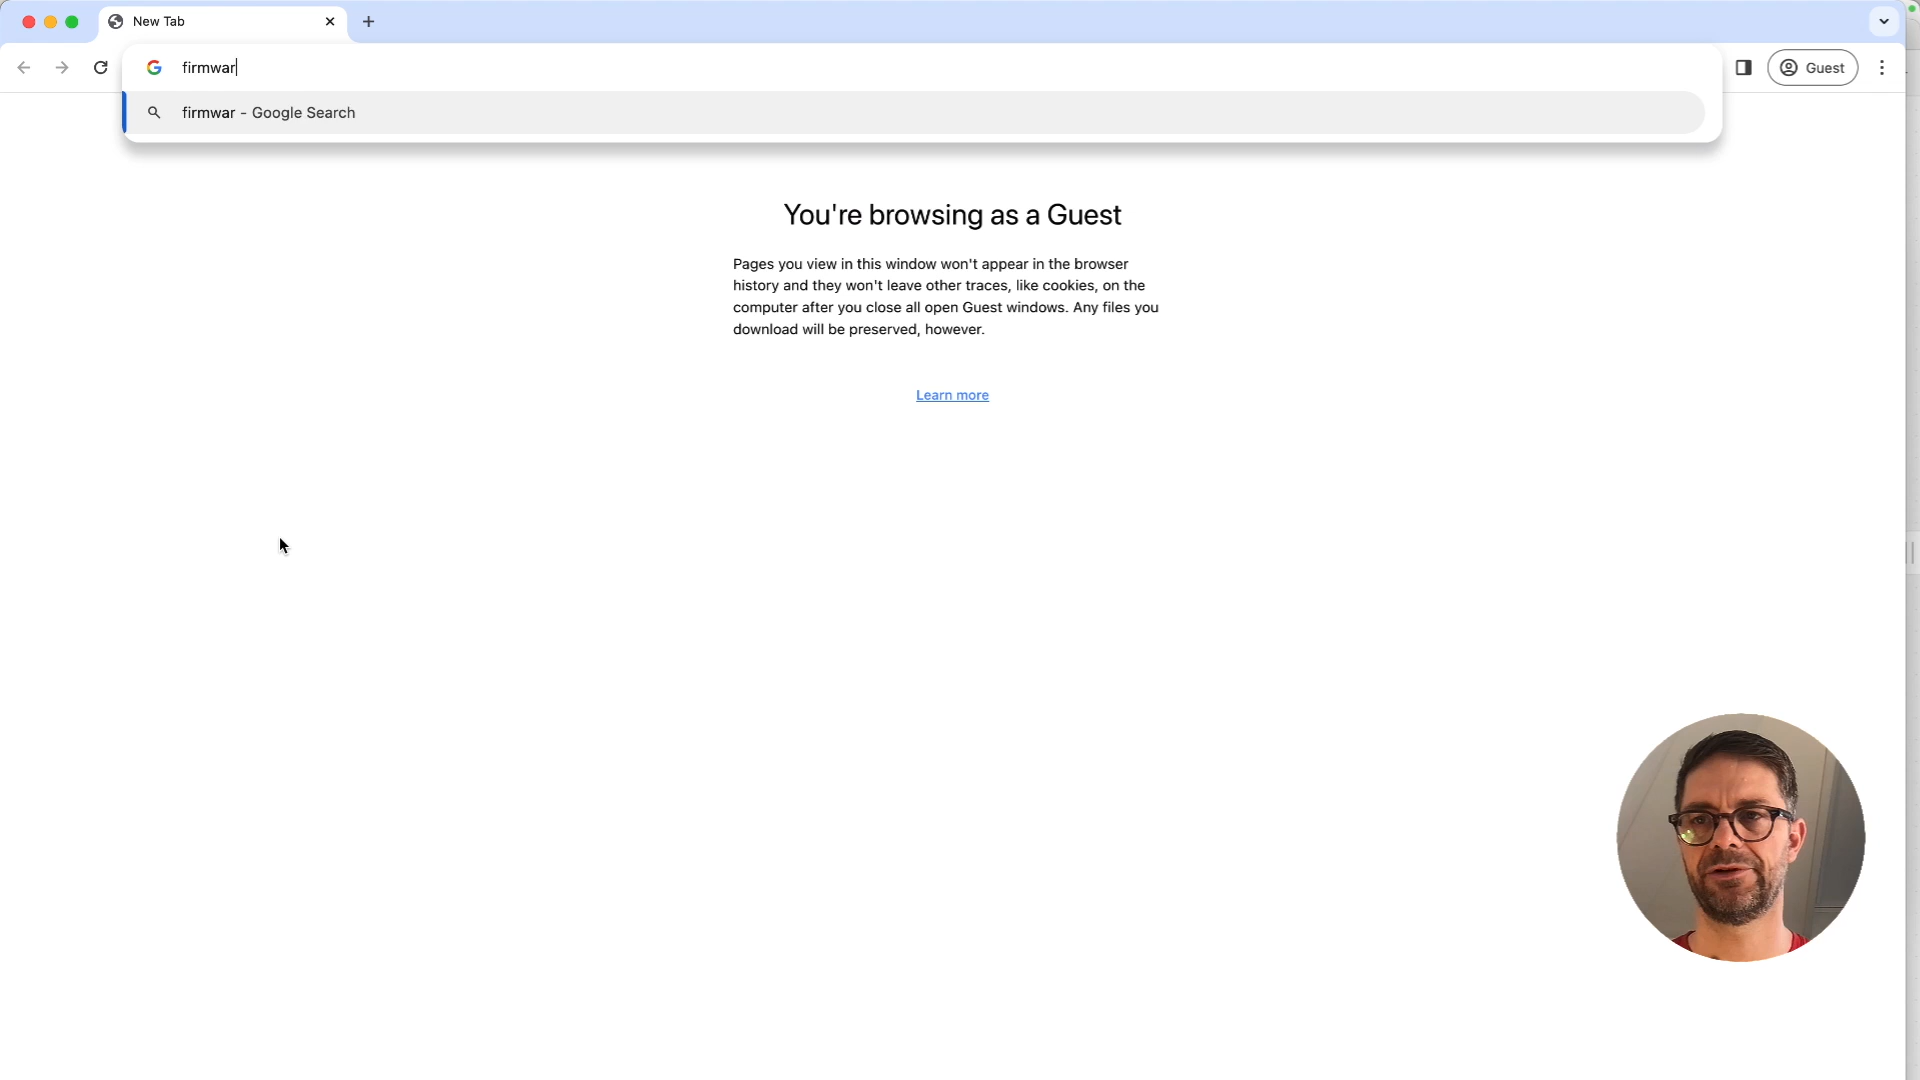 New Tab
firmwar
Guest
firmwar - Google Search
You're browsing as a Guest
Pages you view in this window won't appear in the browser
history and they won't leave other traces, like cookies, on the
computer after you close all open Guest windows. Any files you
download will be preserved, however.
Learn more